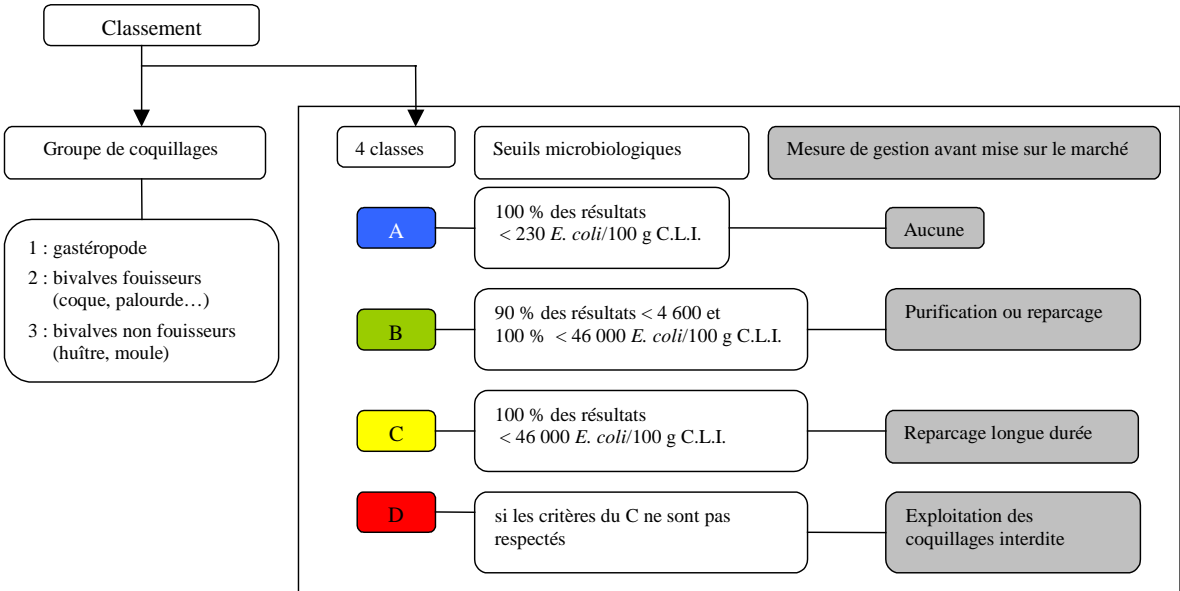 Classement
Groupe de coquillages
1 : gastéropode
2 : bivalves fouisseurs
(coque, palourde…)
3 : bivalves non fouisseurs
(huître, moule)
4 classes
Seuils microbiologiques
Mesure de gestion avant mise sur le marché
A
100 % des résultats
< 230 E. coli/100 g C.L.I.
Aucune
B
90 % des résultats < 4 600 et
100 % < 46 000 E. coli/100 g C.L.I.
Purification ou reparcage
C
100 % des résultats
< 46 000 E. coli/100 g C.L.I.
Reparcage longue durée
D
si les critères du C ne sont pas
respectés
Exploitation des
coquillages interdite